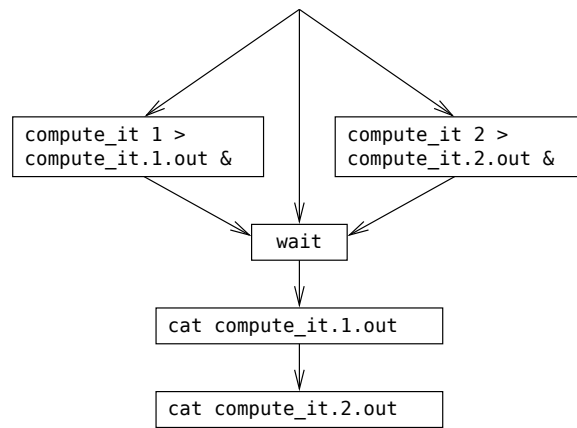 compute_it 1 >
compute_it.1.out &
compute_it 2 >
compute_it.2.out &
wait
cat compute_it.1.out
cat compute_it.2.out